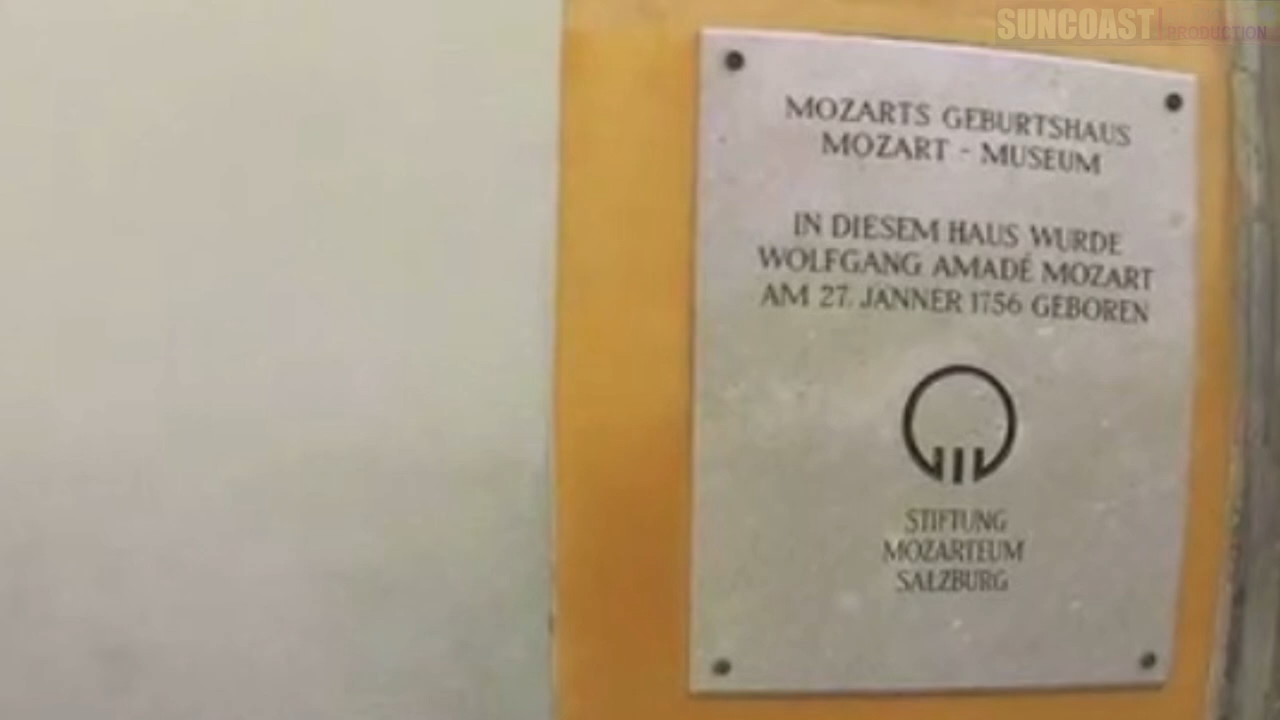 SUNCOAST PRODUCTION
MOZARTS GEBURTSHAUS
MOZART - MUSEUM
IN DIESEM HAUS WURDE
WOLFGANG AMADÉ MOZART
AM 27. JÄNNER 1756 GEBOREN
STIFTUNG
MOZARTEUM
SALZBURG